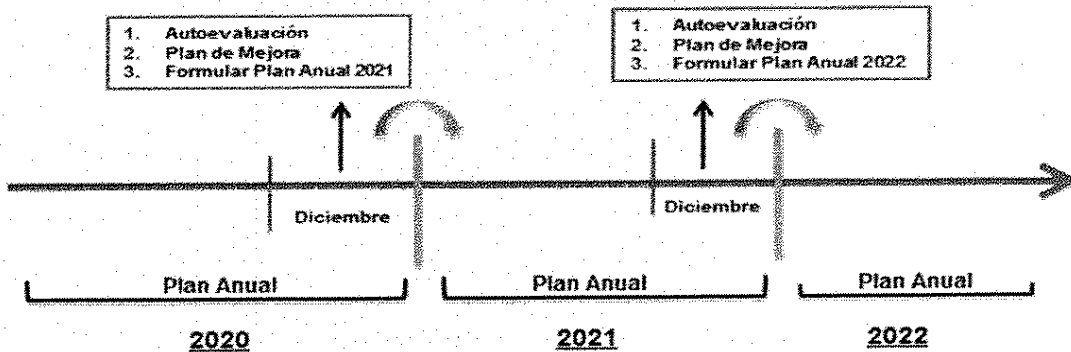 1. Autoevaluación
2. Plan de Mejora
3. Formular Plan Anual 2021
1. Autoevaluación
2. Plan de Mejora
3. Formular Plan Anual 2022
Diciembre
Diciembre
Plan Anual
Plan Anual
Plan Anual
2020
2021
2022